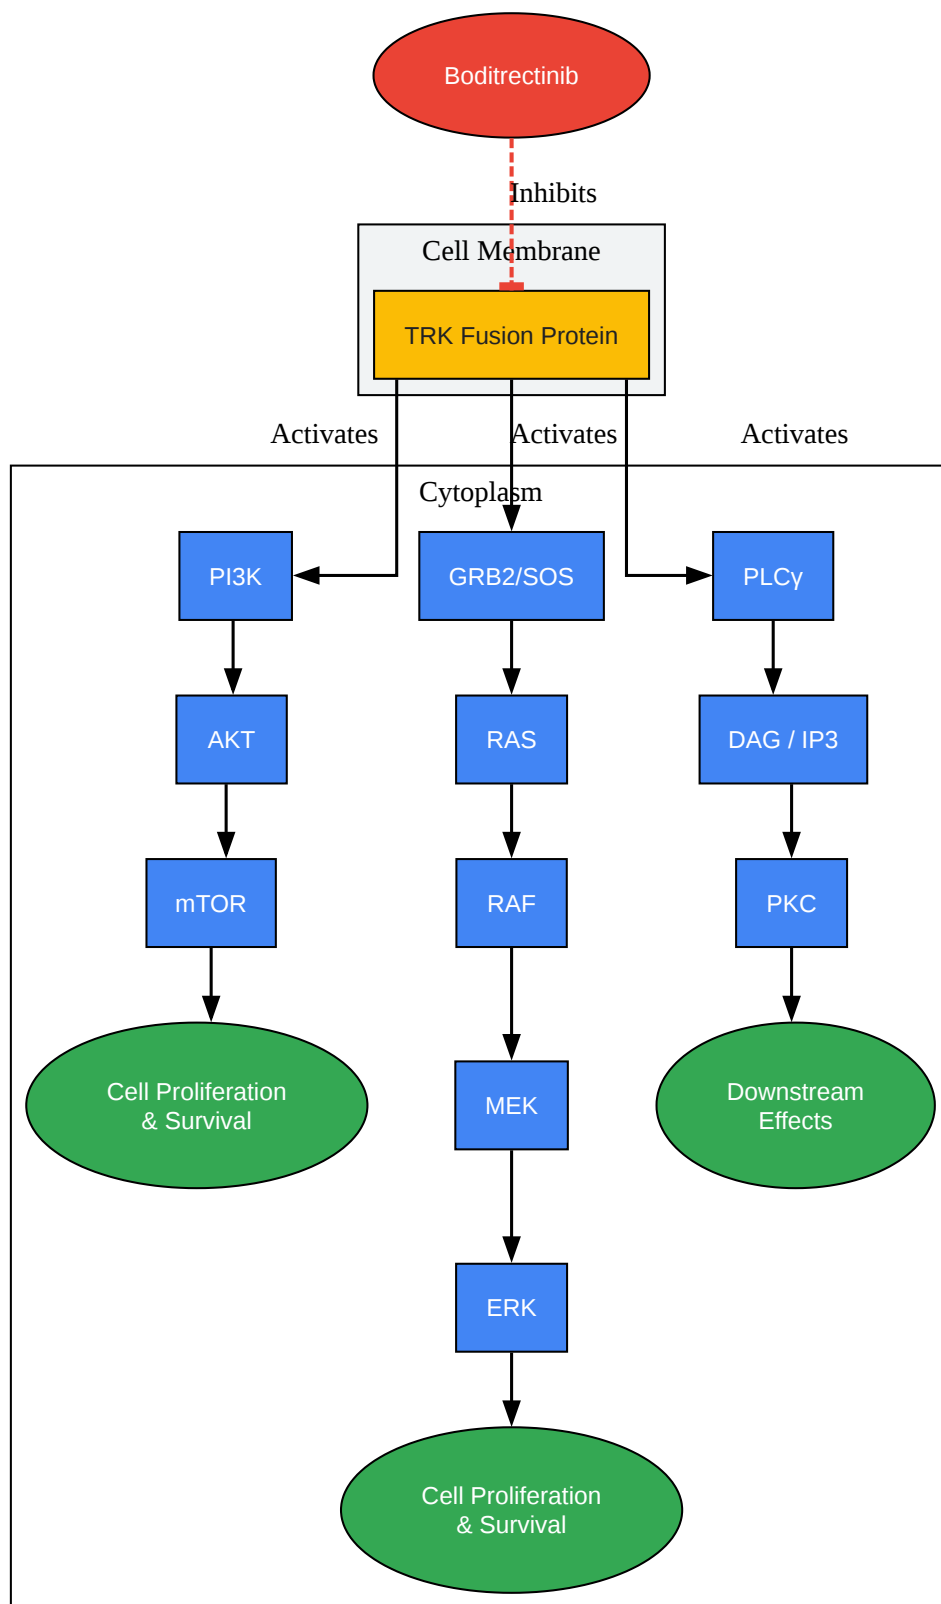 Boditrectinib
Inhibits
Cell Membrane
TRK Fusion Protein
Activates
Activates
Activates
Cytoplasm
PI3K
GRB2/SOS
PLCγ
AKT
RAS
DAG / IP3
mTOR
RAF
PKC
Cell Proliferation
& Survival
MEK
Downstream
Effects
ERK
Cell Proliferation
& Survival